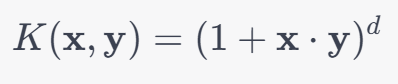 K(𝐱, 𝐲) = (1 + 𝐱 · 𝐲)ᵈ